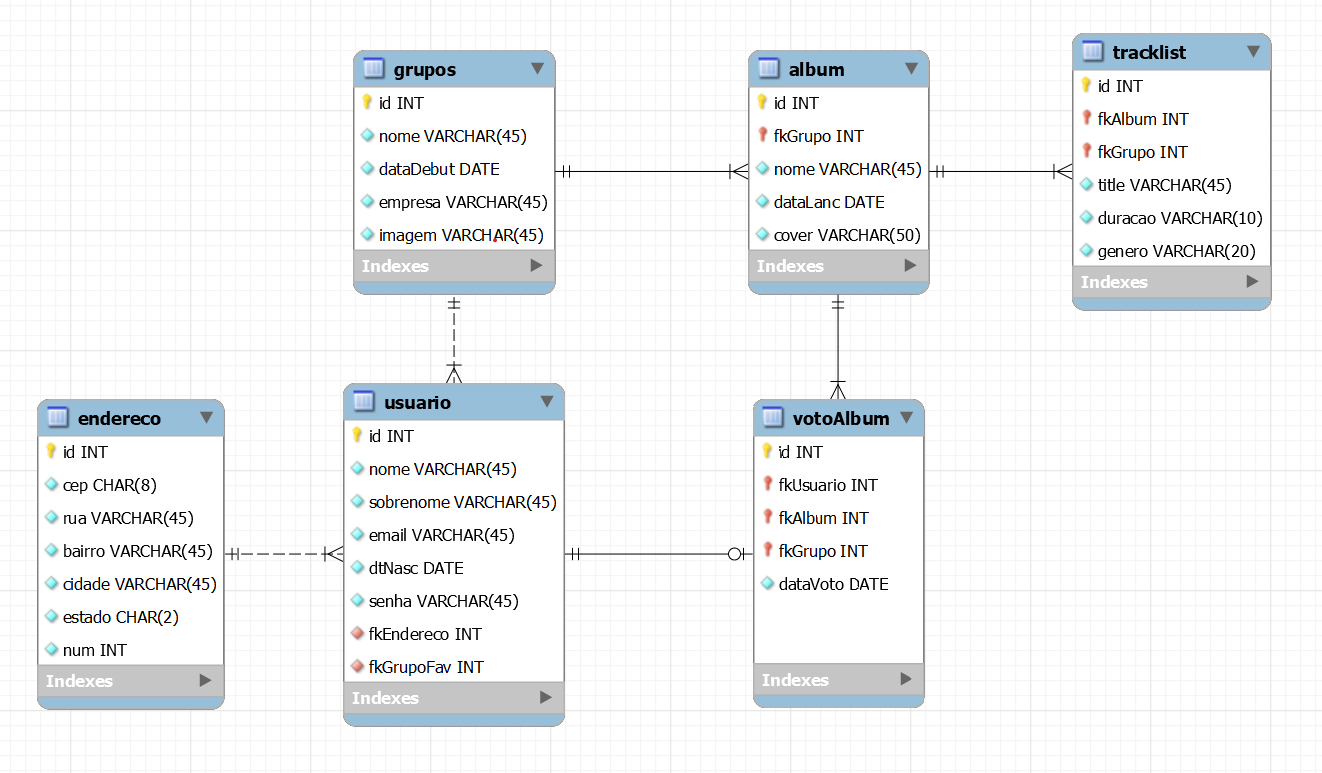 grupos
id INT
nome VARCHAR(45)
dataDebut DATE
empresa VARCHAR(45)
imagem VARCHAR(45)
Indexes
album
id INT
fkGrupo INT
nome VARCHAR(45)
dataLanc DATE
cover VARCHAR(50)
Indexes
tracklist
id INT
fkAlbum INT
fkGrupo INT
title VARCHAR(45)
duracao VARCHAR(10)
genero VARCHAR(20)
Indexes
endereco
id INT
cep CHAR(8)
rua VARCHAR(45)
bairro VARCHAR(45)
cidade VARCHAR(45)
estado CHAR(2)
num INT
Indexes
usuario
id INT
nome VARCHAR(45)
sobrenome VARCHAR(45)
email VARCHAR(45)
dtNasc DATE
senha VARCHAR(45)
fkEndereco INT
fkGrupoFav INT
Indexes
votoAlbum
id INT
fkUsuario INT
fkAlbum INT
fkGrupo INT
dataVoto DATE
Indexes